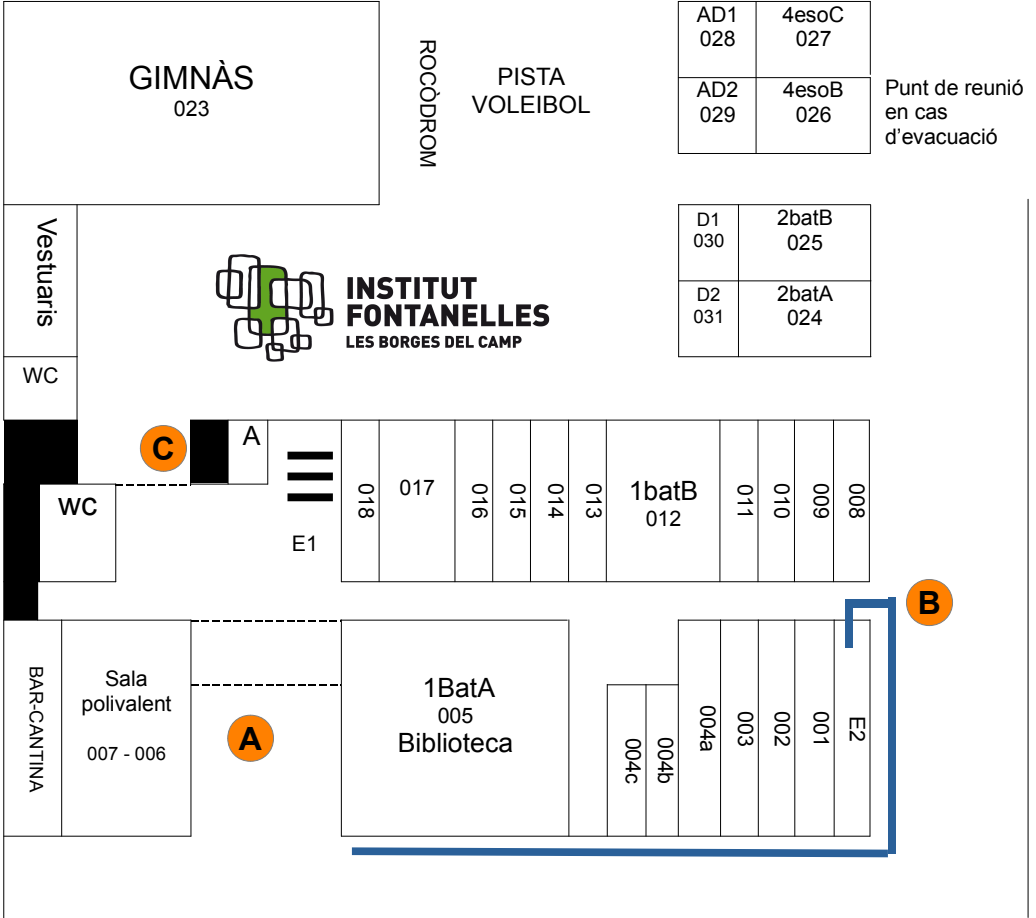 GIMNÀS
023
ROCÒDROM
PISTA
VOLEIBOL
AD1
028
4esoC
027
AD2
029
4esoB
026
Punt de reunió
en cas
d'evacuació
Vestuaris
D1
030
2batB
025
D2
031
2batA
024
INSTITUT
FONTANELLES
LES BORGES DEL CAMP
WC
C
A
E1
018
017
016
015
014
013
1batB
012
011
010
009
008
WC
B
BAR-CANTINA
Sala
polivalent
007 - 006
A
1BatA
005
Biblioteca
004c
004b
004a
003
002
001
E2